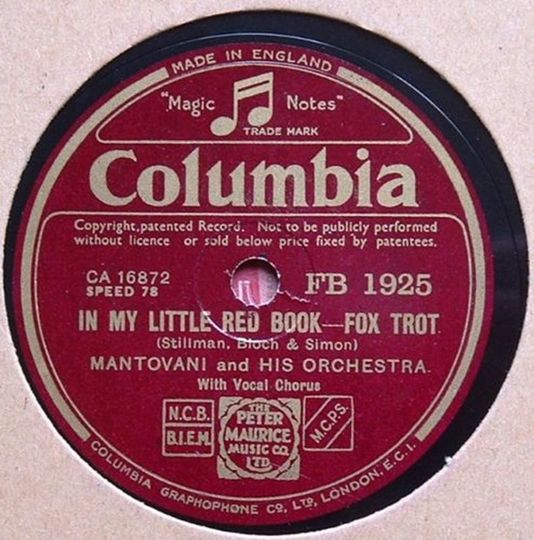 MADE IN ENGLAND
"Magic Notes"
TRADE MARK
Columbia
Copyright, patented Record. Not to be publicly performed
without licence or sold below price fixed by patentees.
CA 16872
SPEED 78
FB 1925
IN MY LITTLE RED BOOK—FOX TROT.
(Stillman, Bloch & Simon)
MANTOVANI and HIS ORCHESTRA.
With Vocal Chorus
N.C.B.
B.I.E.M.
THE
PETER
MAURICE
MUSIC CO.
LTD
M.C.P.S.
COLUMBIA GRAPHOPHONE CO, LTD, LONDON, E.C.1.